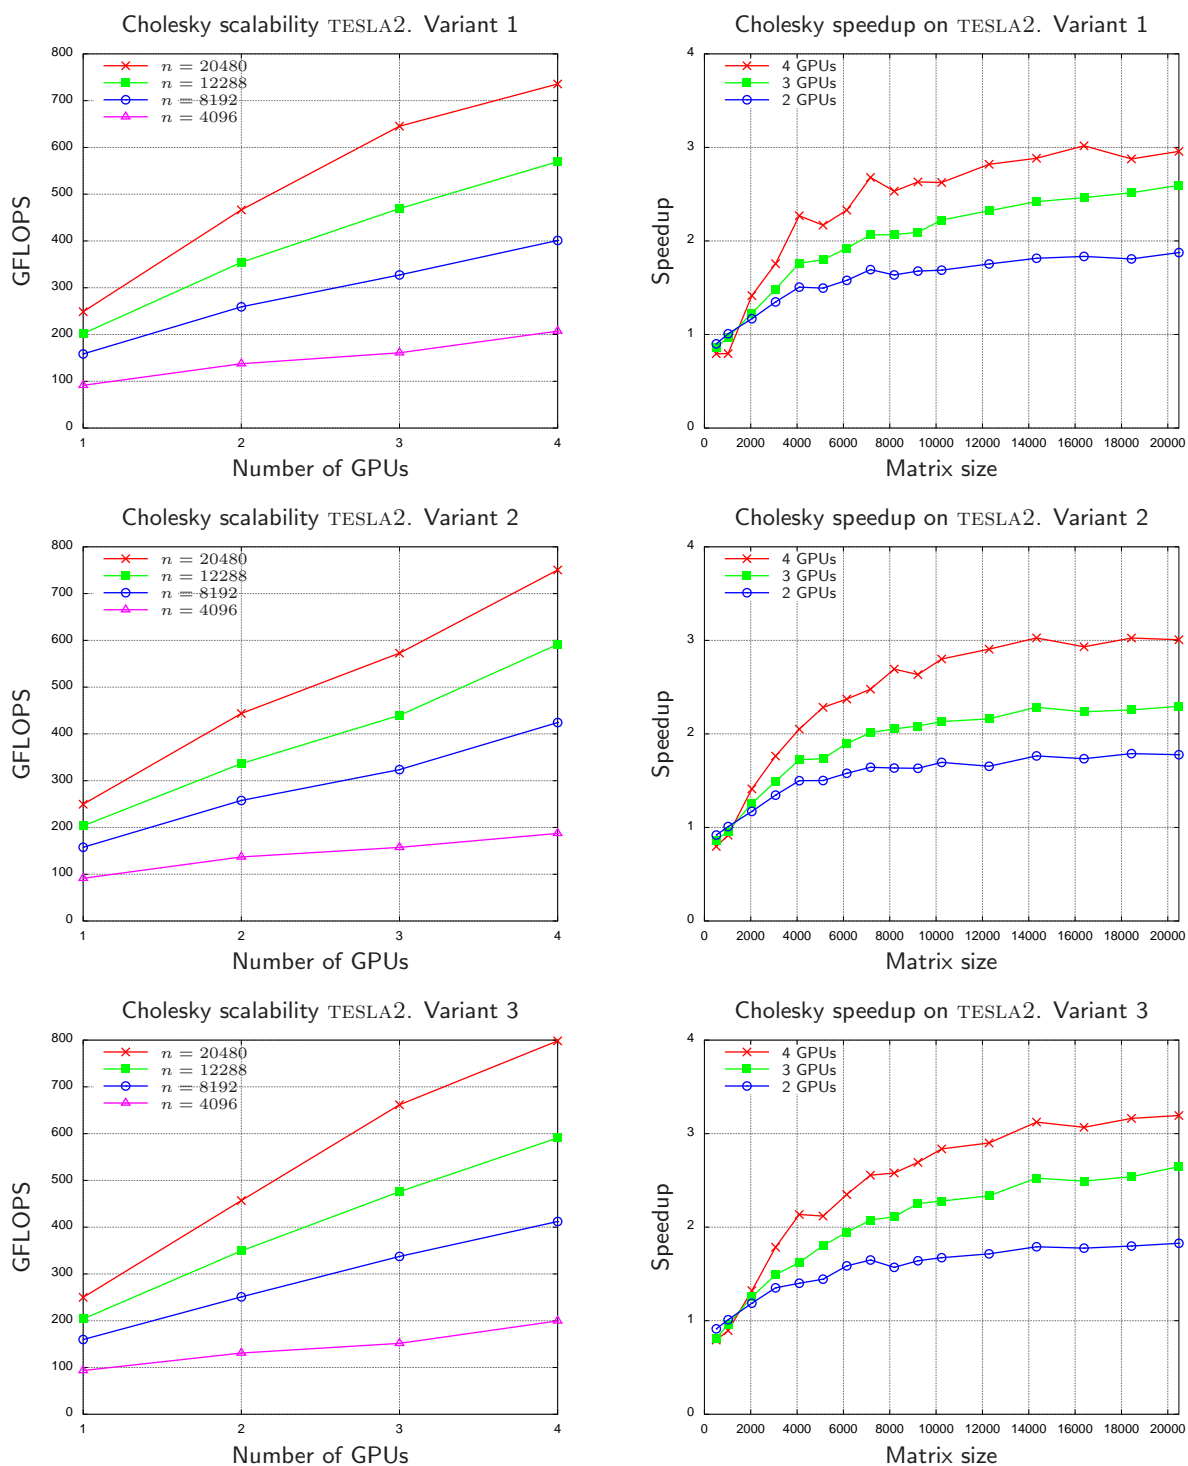 Cholesky scalability TESLA2. Variant 1
800
700
600
500
400
300
200
100
0
GFLOPS
n = 20480
n = 12288
n = 8192
n = 4096
1 2 3 4
Number of GPUs
Cholesky speedup on TESLA2. Variant 1
4
3
2
1
0
Speedup
4 GPUs
3 GPUs
2 GPUs
0 2000 4000 6000 8000 10000 12000 14000 16000 18000 20000
Matrix size
Cholesky scalability TESLA2. Variant 2
800
700
600
500
400
300
200
100
0
GFLOPS
n = 20480
n = 12288
n = 8192
n = 4096
1 2 3 4
Number of GPUs
Cholesky speedup on TESLA2. Variant 2
4
3
2
1
0
Speedup
4 GPUs
3 GPUs
2 GPUs
0 2000 4000 6000 8000 10000 12000 14000 16000 18000 20000
Matrix size
Cholesky scalability TESLA2. Variant 3
800
700
600
500
400
300
200
100
0
GFLOPS
n = 20480
n = 12288
n = 8192
n = 4096
1 2 3 4
Number of GPUs
Cholesky speedup on TESLA2. Variant 3
4
3
2
1
0
Speedup
4 GPUs
3 GPUs
2 GPUs
0 2000 4000 6000 8000 10000 12000 14000 16000 18000 20000
Matrix size